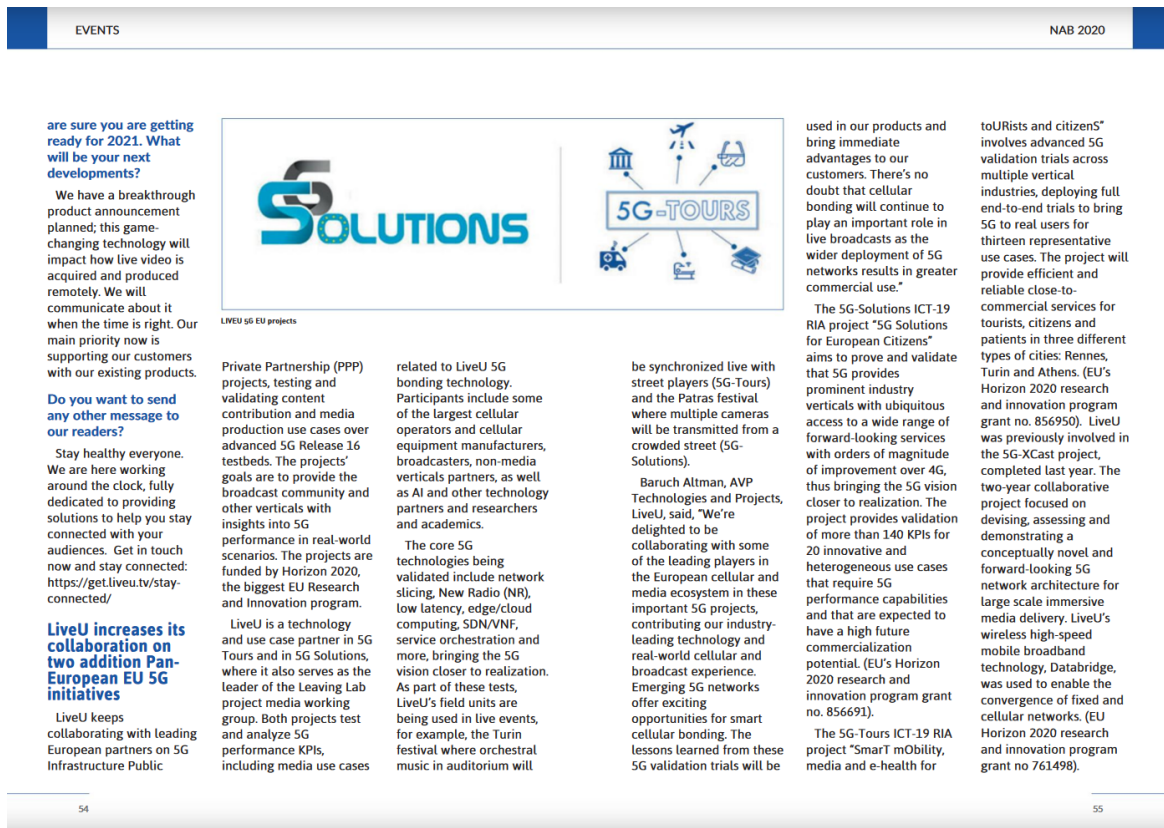 EVENTS
NAB 2020
are sure you are getting
ready for 2021. What
will be your next
developments?
We have a breakthrough
product announcement
planned; this game-
changing technology will
impact how live video is
acquired and produced
remotely. We will
communicate about it
when the time is right. Our
main priority now is
supporting our customers
with our existing products.
Do you want to send
any other message to
our readers?
Stay healthy everyone.
We are here working
around the clock, fully
dedicated to providing
solutions to help you stay
connected with your
audiences.  Get in touch
now and stay connected:
https://get.liveu.tv/stay-
connected/
LiveU increases its
collaboration on
two addition Pan-
European EU 5G
initiatives
LiveU keeps
collaborating with leading
European partners on 5G
Infrastructure Public
5G SOLUTIONS
5G-TOURS
LIVEU 5G EU projects
Private Partnership (PPP)
projects, testing and
validating content
contribution and media
production use cases over
advanced 5G Release 16
testbeds. The projects'
goals are to provide the
broadcast community and
other verticals with
insights into 5G
performance in real-world
scenarios. The projects are
funded by Horizon 2020,
the biggest EU Research
and Innovation program.
LiveU is a technology
and use case partner in 5G
Tours and in 5G Solutions,
where it also serves as the
leader of the Leaving Lab
project media working
group. Both projects test
and analyze 5G
performance KPIs,
including media use cases
related to LiveU 5G
bonding technology.
Participants include some
of the largest cellular
operators and cellular
equipment manufacturers,
broadcasters, non-media
verticals partners, as well
as AI and other technology
partners and researchers
and academics.
The core 5G
technologies being
validated include network
slicing, New Radio (NR),
low latency, edge/cloud
computing, SDN/VNF,
service orchestration and
more, bringing the 5G
vision closer to realization.
As part of these tests,
LiveU's field units are
being used in live events,
for example, the Turin
festival where orchestral
music in auditorium will
be synchronized live with
street players (5G-Tours)
and the Patras festival
where multiple cameras
will be transmitted from a
crowded street (5G-
Solutions).
Baruch Altman, AVP
Technologies and Projects,
LiveU, said, "We're
delighted to be
collaborating with some
of the leading players in
the European cellular and
media ecosystem in these
important 5G projects,
contributing our industry-
leading technology and
real-world cellular and
broadcast experience.
Emerging 5G networks
offer exciting
opportunities for smart
cellular bonding. The
lessons learned from these
5G validation trials will be
used in our products and
bring immediate
advantages to our
customers. There's no
doubt that cellular
bonding will continue to
play an important role in
live broadcasts as the
wider deployment of 5G
networks results in greater
commercial use."
The 5G-Solutions ICT-19
RIA project "5G Solutions
for European Citizens"
aims to prove and validate
that 5G provides
prominent industry
verticals with ubiquitous
access to a wide range of
forward-looking services
with orders of magnitude
of improvement over 4G,
thus bringing the 5G vision
closer to realization. The
project provides validation
of more than 140 KPIs for
20 innovative and
heterogeneous use cases
that require 5G
performance capabilities
and that are expected to
have a high future
commercialization
potential. (EU's Horizon
2020 research and
innovation program grant
no. 856691).
The 5G-Tours ICT-19 RIA
project "SmarT mObility,
media and e-health for
toURists and citizenS"
involves advanced 5G
validation trials across
multiple vertical
industries, deploying full
end-to-end trials to bring
5G to real users for
thirteen representative
use cases. The project will
provide efficient and
reliable close-to-
commercial services for
tourists, citizens and
patients in three different
types of cities: Rennes,
Turin and Athens. (EU's
Horizon 2020 research
and innovation program
grant no. 856950).  LiveU
was previously involved in
the 5G-XCast project,
completed last year. The
two-year collaborative
project focused on
devising, assessing and
demonstrating a
conceptually novel and
forward-looking 5G
network architecture for
large scale immersive
media delivery. LiveU's
wireless high-speed
mobile broadband
technology, Databridge,
was used to enable the
convergence of fixed and
cellular networks. (EU
Horizon 2020 research
and innovation program
grant no 761498).
54
55